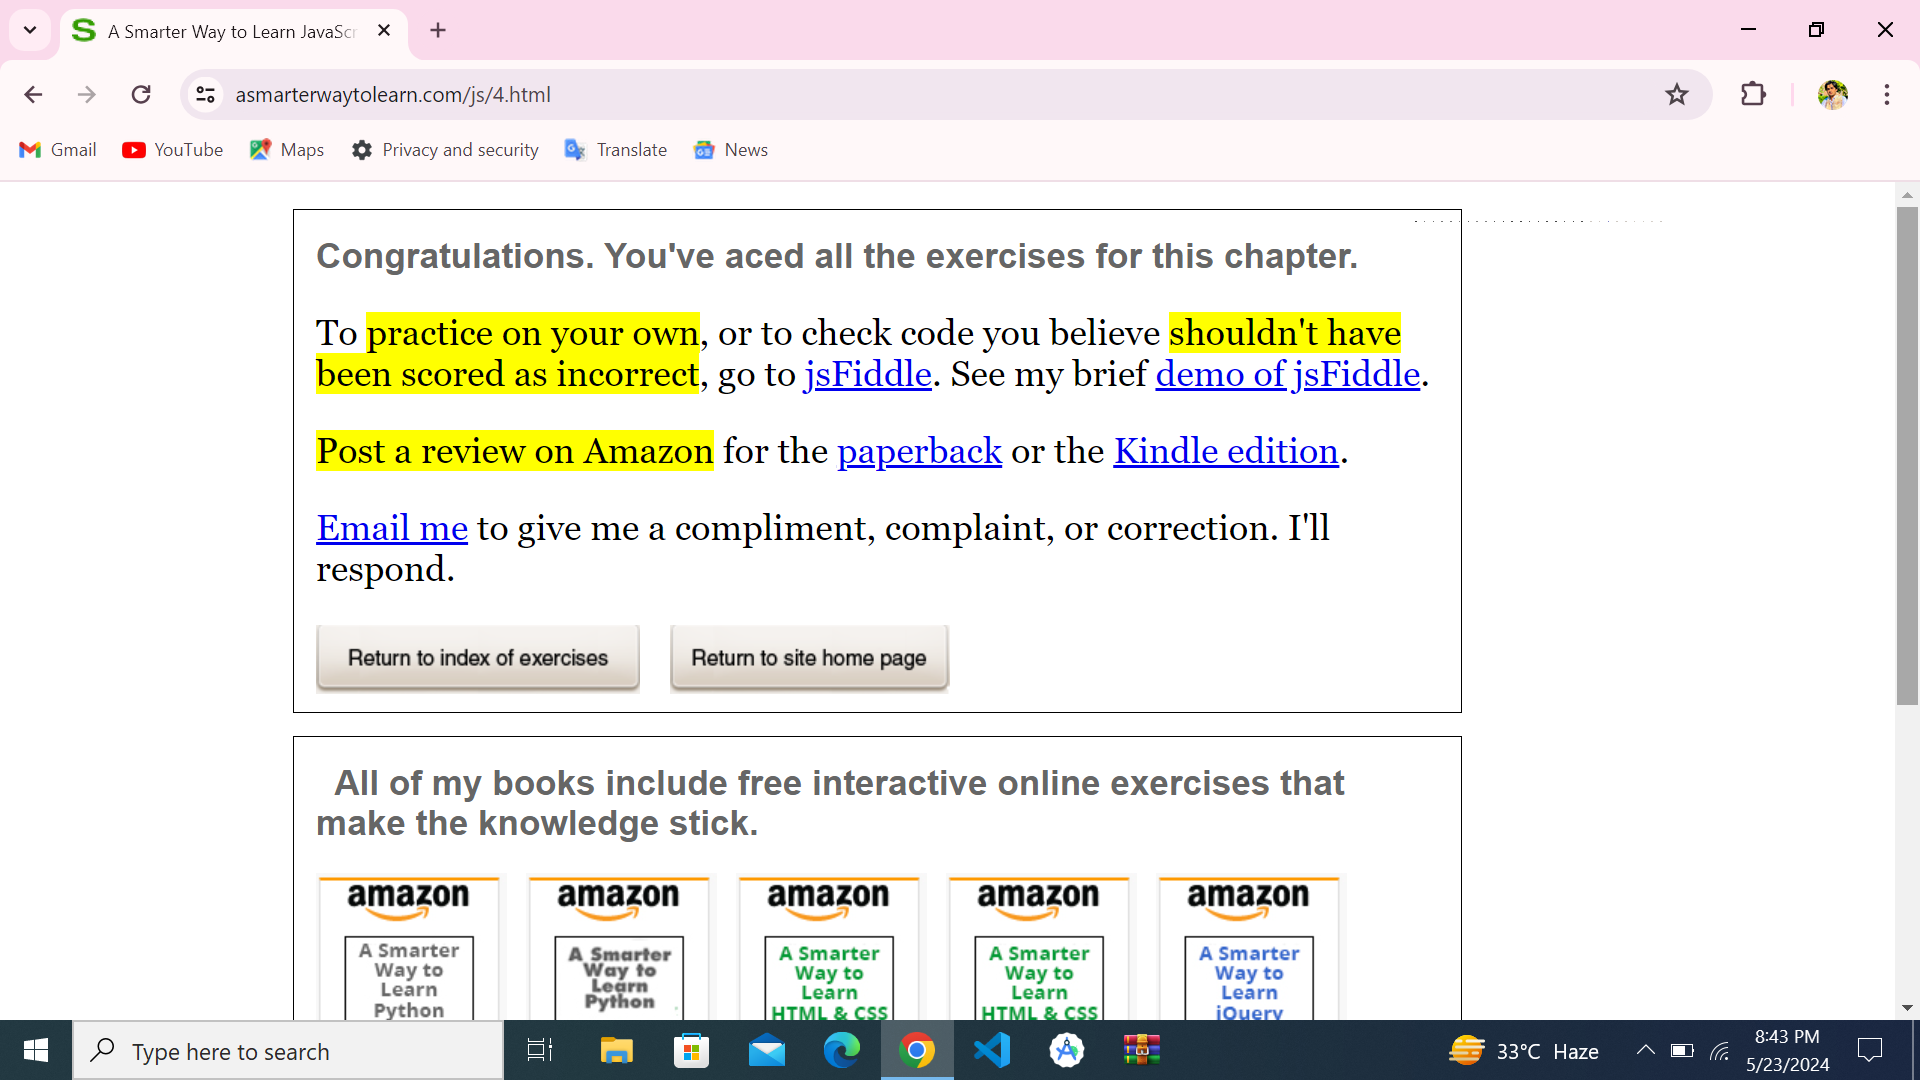 A Smarter Way to Learn JavaScr
asmarterwaytolearn.com/js/4.html
Gmail YouTube Maps Privacy and security Translate News
Congratulations. You've aced all the exercises for this chapter.
To practice on your own, or to check code you believe shouldn't have
been scored as incorrect, go to jsFiddle. See my brief demo of jsFiddle.
Post a review on Amazon for the paperback or the Kindle edition.
Email me to give me a compliment, complaint, or correction. I'll
respond.
Return to index of exercises Return to site home page
All of my books include free interactive online exercises that
make the knowledge stick.
amazon amazon amazon amazon amazon
A Smarter A Smarter A Smarter A Smarter A Smarter
Way to Way to Way to Way to Way to
Learn Learn Learn Learn Learn
Python Python HTML & CSS HTML & CSS jQuery
Type here to search
33°C Haze
8:43 PM
5/23/2024